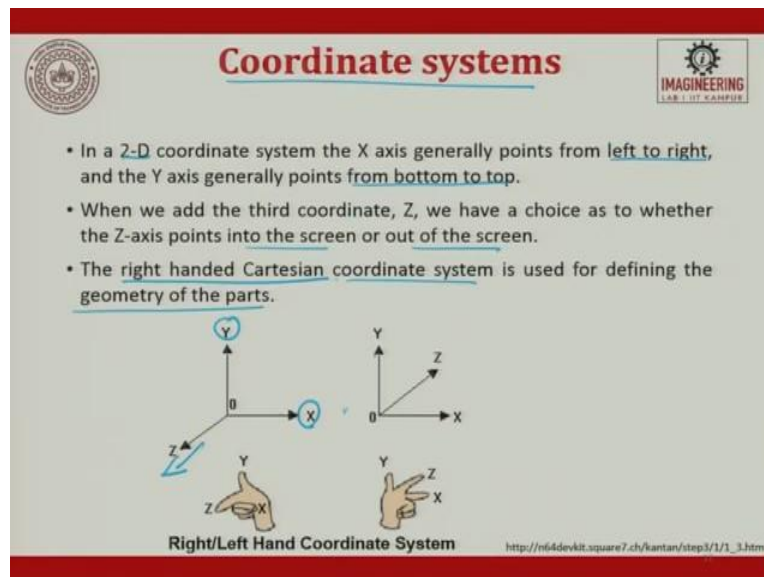 Coordinate systems
IMAGINEERING
LAB | IIT KANPUR
• In a 2-D coordinate system the X axis generally points from left to right,
and the Y axis generally points from bottom to top.
• When we add the third coordinate, Z, we have a choice as to whether
the Z-axis points into the screen or out of the screen.
• The right handed Cartesian coordinate system is used for defining the
geometry of the parts.
Y Y
Z
0 X 0 X
Z
Y Y
Z
Z X X
Right/Left Hand Coordinate System
http://n64devkit.square7.ch/kantan/step3/1/1_3.htm